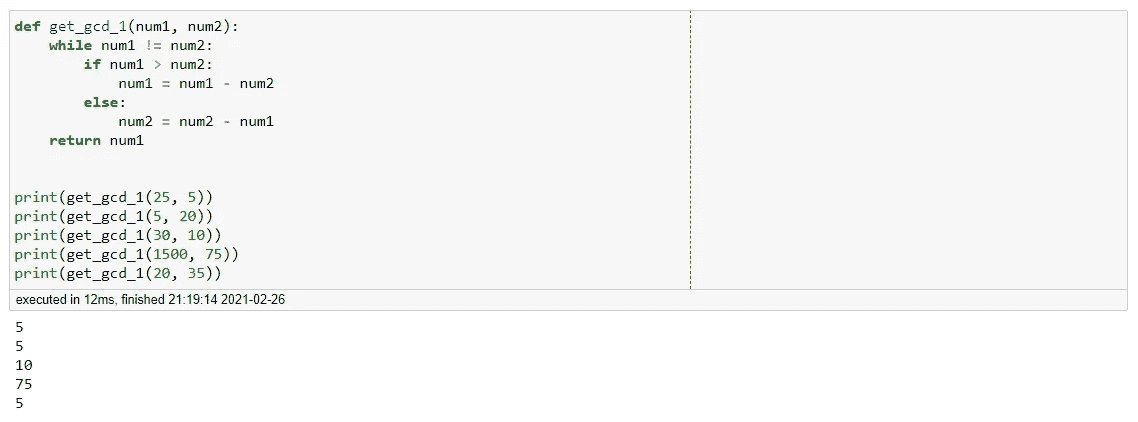 def get_gcd_1(num1, num2):
    while num1 != num2:
        if num1 > num2:
            num1 = num1 - num2
        else:
            num2 = num2 - num1
    return num1
print(get_gcd_1(25, 5))
print(get_gcd_1(5, 20))
print(get_gcd_1(30, 10))
print(get_gcd_1(1500, 75))
print(get_gcd_1(20, 35))
executed in 12ms, finished 21:19:14 2021-02-26
5
5
10
75
5